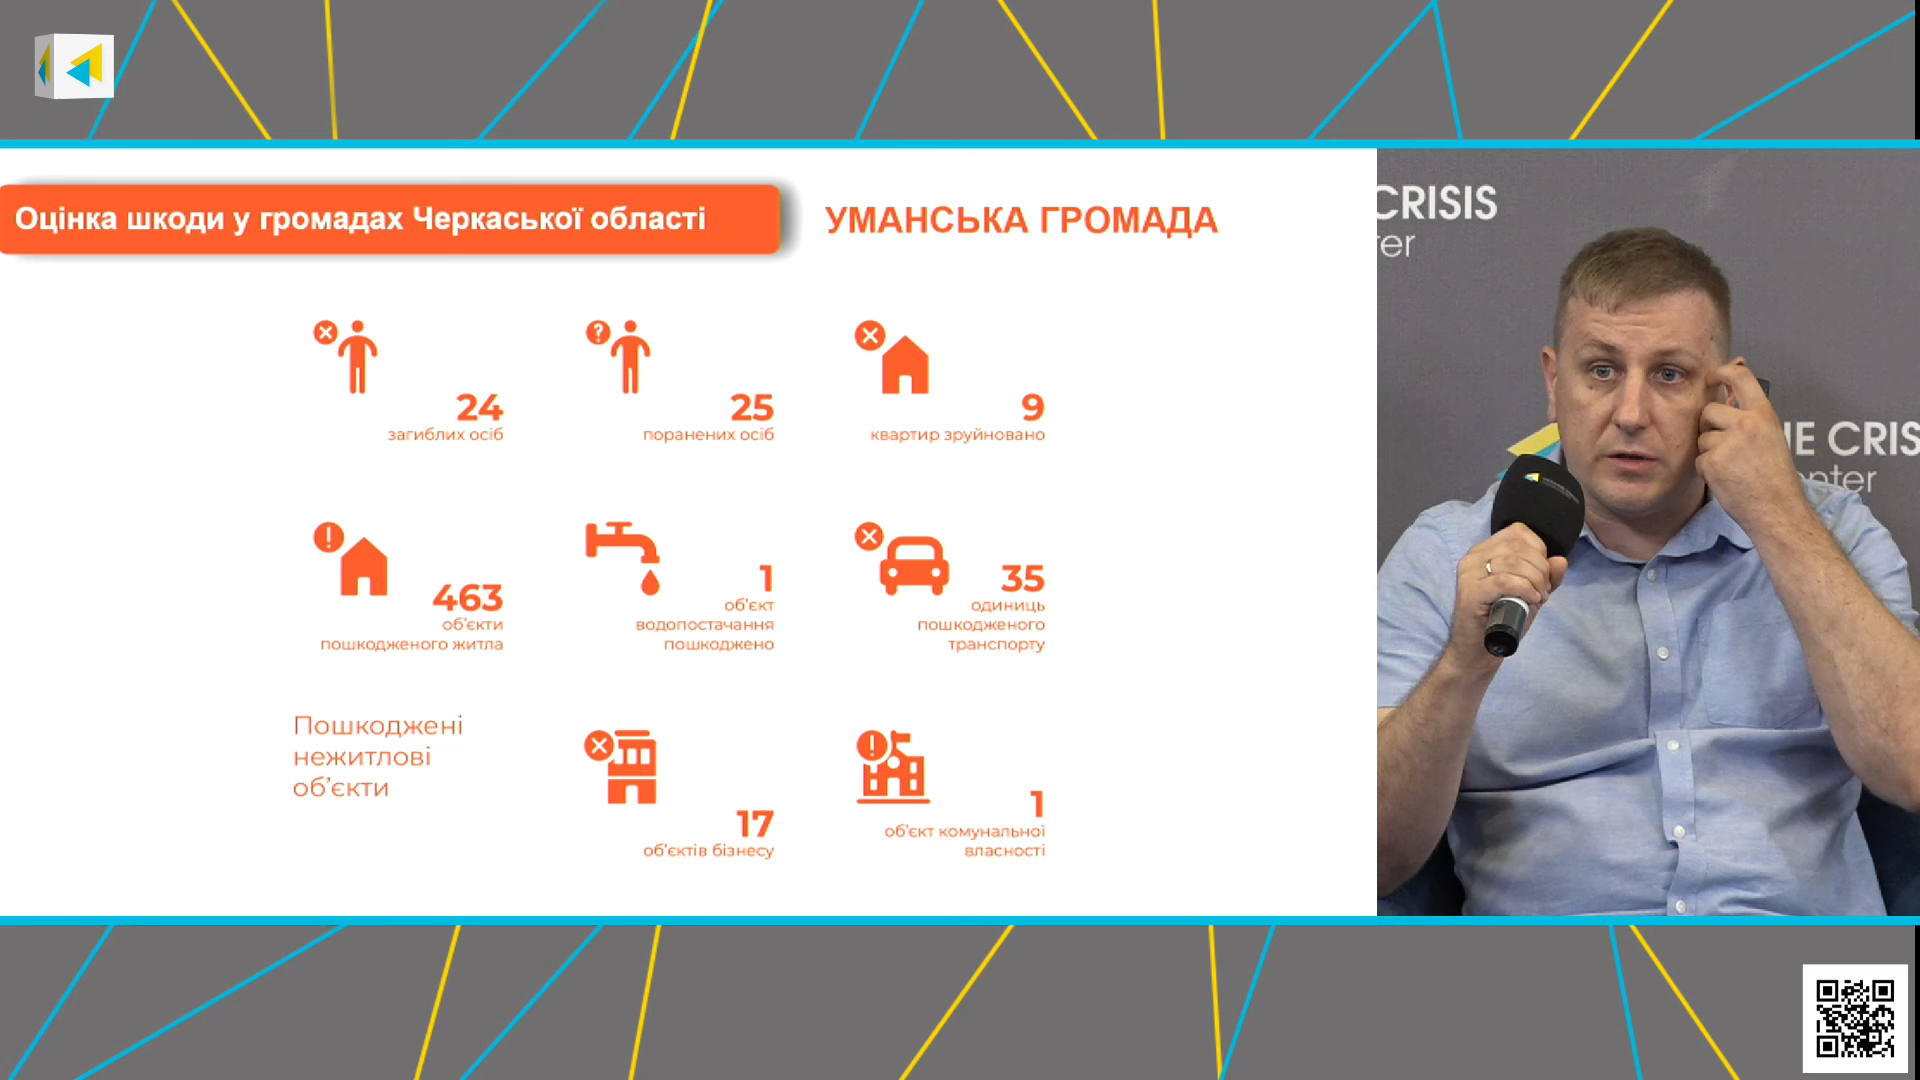 Оцінка шкоди у громадах Черкаської області
УМАНСЬКА ГРОМАДА
24
загиблих осіб
25
поранених осіб
9
квартир зруйновано
463
об'єкти
пошкодженого житла
1
об'єкт
водопостачання
пошкоджено
35
одиниць
пошкодженого
транспорту
Пошкоджені
нежитлові
об'єкти
17
об'єктів бізнесу
1
об'єкт комунальної
власності
CRISIS
er
CRIS